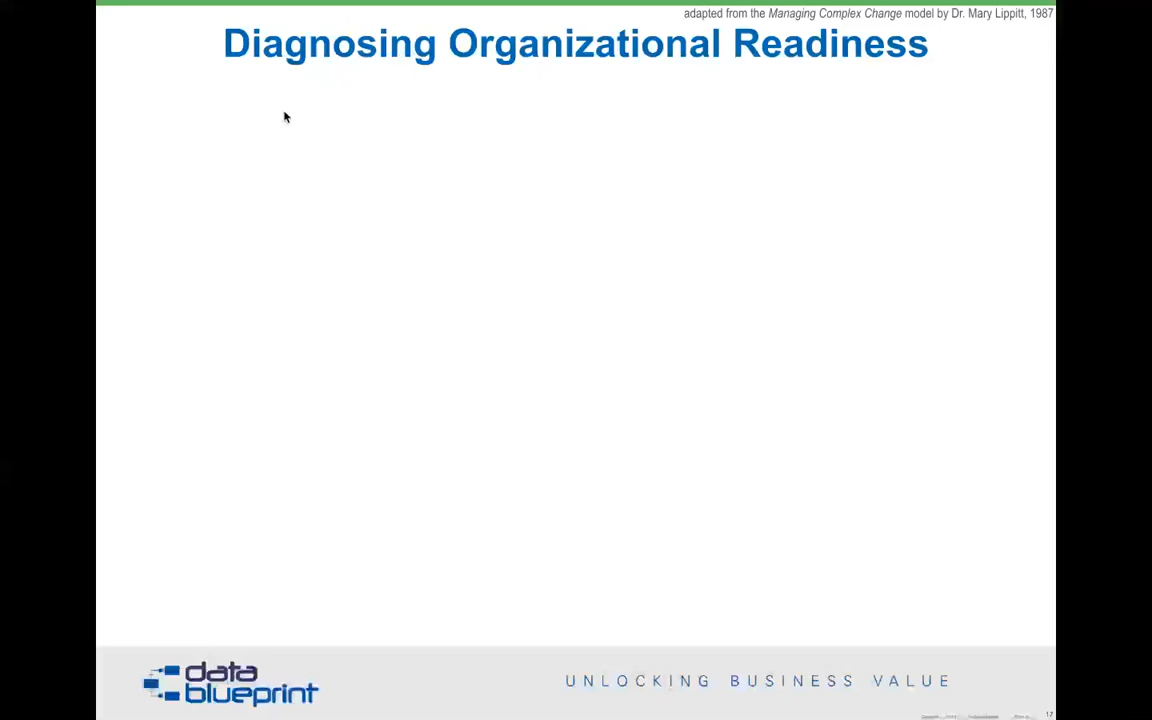 adapted from the Managing Complex Change model by Dr. Mary Lippitt, 1987
Diagnosing Organizational Readiness
data
blueprint
UNLOCKING BUSINESS VALUE
17